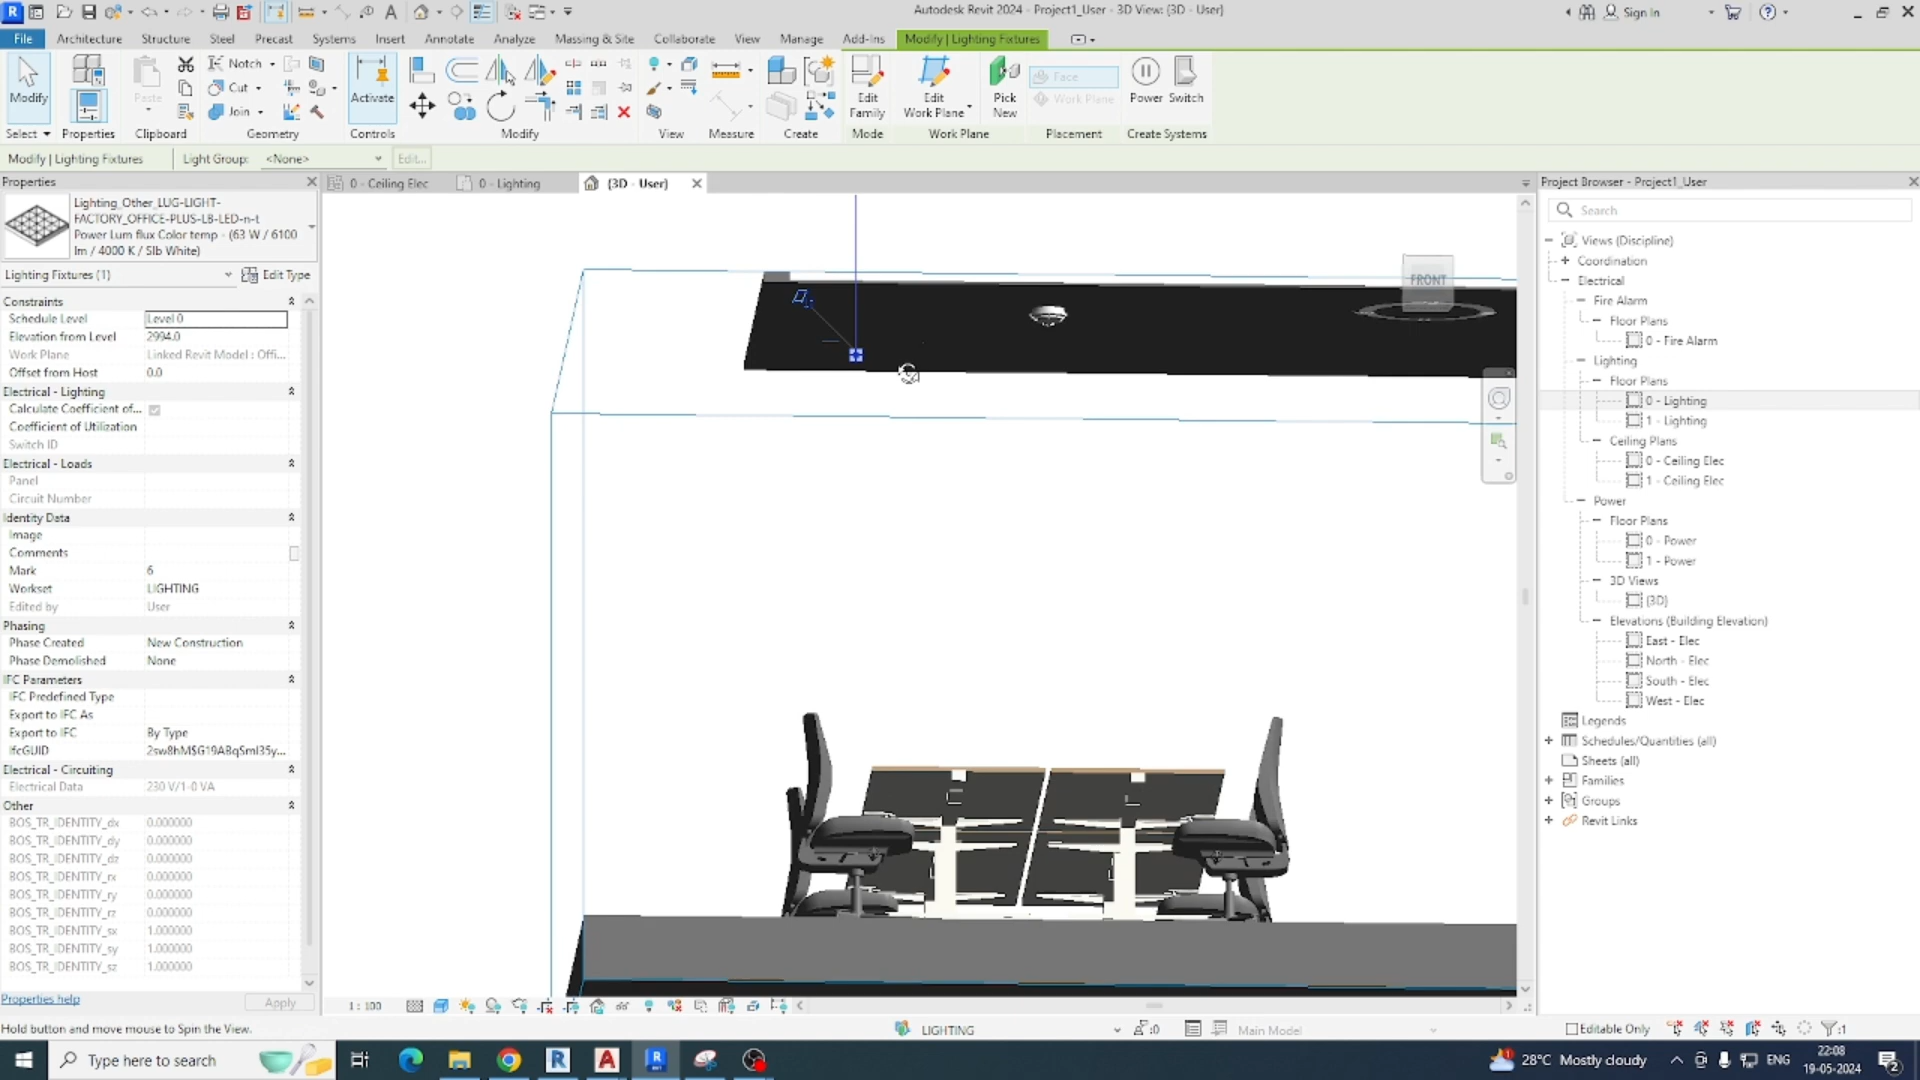 Autodesk Revit 2024 - Project1_User - 3D View: {3D - User}
Sign In
File Architecture Structure Steel Precast Systems Insert Annotate Analyze Massing & Site Collaborate View Manage Add-Ins Modify | Lighting Fixtures
Modify Paste Notch Cut Join Activate Edit Family Edit Work Plane Pick New Face Work Plane Power Switch
Select Properties Clipboard Geometry Controls Modify View Measure Create Mode Work Plane Placement Create Systems
Modify | Lighting Fixtures Light Group: <None> Edit...
Properties
Lighting_Other_LUG-LIGHT-
FACTORY_OFFICE-PLUS-LB-LED-n-t
Power Lum flux Color temp - (63 W / 6100
lm / 4000 K / Slb White)
Lighting Fixtures (1) Edit Type
Constraints
Schedule Level Level 0
Elevation from Level 2994.0
Work Plane Linked Revit Model : Offi...
Offset from Host 0.0
Electrical - Lighting
Calculate Coefficient of...
Coefficient of Utilization
Switch ID
Electrical - Loads
Panel
Circuit Number
Identity Data
Image
Comments
Mark 6
Workset LIGHTING
Edited by User
Phasing
Phase Created New Construction
Phase Demolished None
IFC Parameters
IFC Predefined Type
Export to IFC As
Export to IFC By Type
IfcGUID
Electrical - Circuiting
Electrical Data 230 V/1-0 VA
Other
BOS_TR_IDENTITY_dx 0.000000
BOS_TR_IDENTITY_dy 0.000000
BOS_TR_IDENTITY_dz 0.000000
BOS_TR_IDENTITY_rx 0.000000
BOS_TR_IDENTITY_ry 0.000000
BOS_TR_IDENTITY_rz 0.000000
BOS_TR_IDENTITY_sx 1.000000
BOS_TR_IDENTITY_sy 1.000000
BOS_TR_IDENTITY_sz 1.000000
Properties help Apply
0 - Ceiling Elec 0 - Lighting {3D - User}
FRONT
1 : 100
Project Browser - Project1_User
Search
Views (Discipline)
Coordination
Electrical
Fire Alarm
Floor Plans
0 - Fire Alarm
Lighting
Floor Plans
0 - Lighting
1 - Lighting
Ceiling Plans
0 - Ceiling Elec
1 - Ceiling Elec
Power
Floor Plans
0 - Power
1 - Power
3D Views
{3D}
Elevations (Building Elevation)
East - Elec
North - Elec
South - Elec
West - Elec
Legends
Schedules/Quantities (all)
Sheets (all)
Families
Groups
Revit Links
Hold button and move mouse to Spin the View. LIGHTING :0 Main Model Editable Only :1
Type here to search 28°C Mostly cloudy ENG 22:08
19-05-2024
2